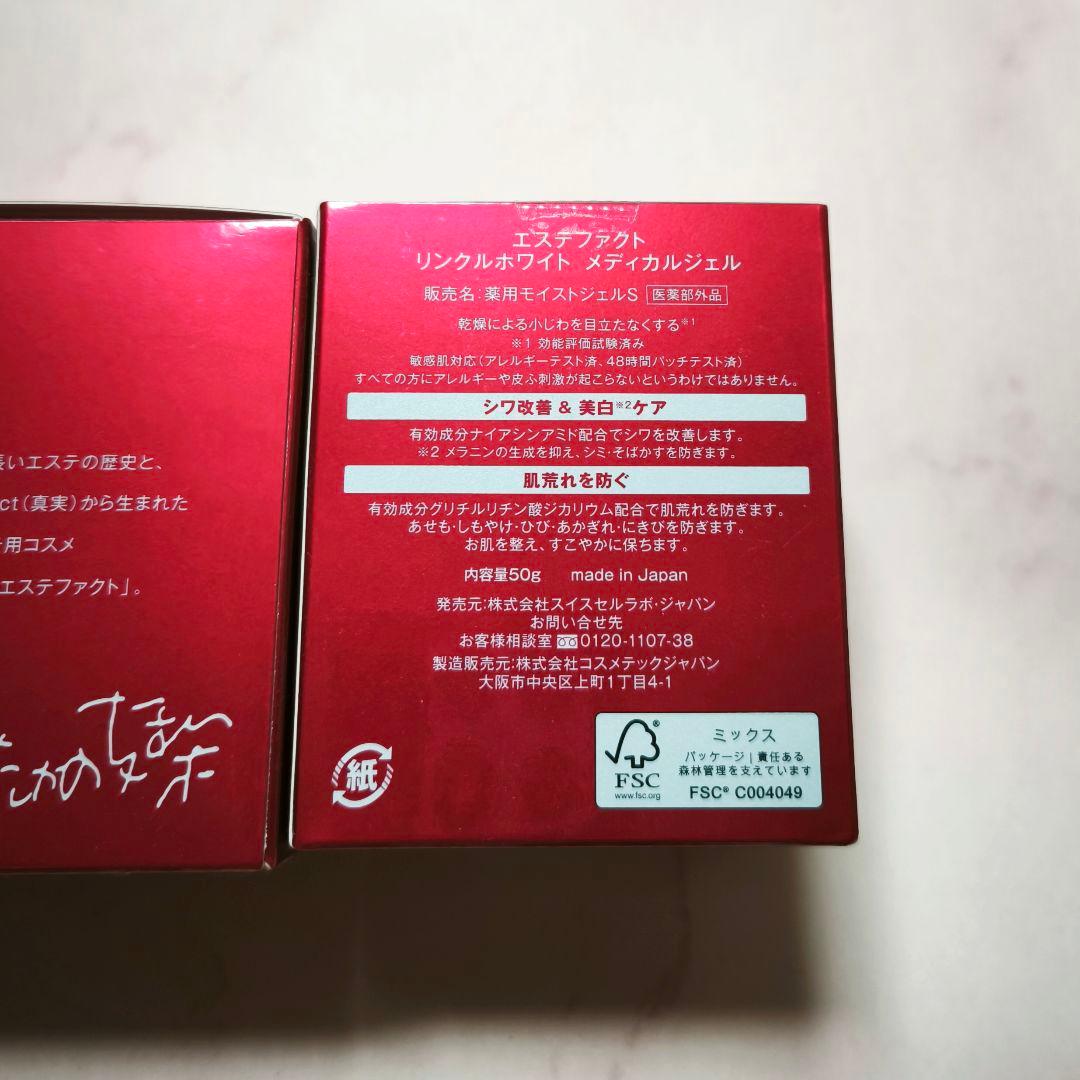 長いエステの歴史と、
ct(真実)から生まれた
用コスメ
エステファクト」。
エステファクト
リンクルホワイト メディカルジェル
販売名:薬用モイストジェルS 医薬部外品
乾燥による小じわを目立たなくする※1
※1 効能評価試験済み
敏感肌対応(アレルギーテスト済、48時間パッチテスト済)
すべての方にアレルギーや皮ふ刺激が起こらないというわけではありません。
シワ改善 & 美白※2ケア
有効成分ナイアシンアミド配合でシワを改善します。
※2 メラニンの生成を抑え、シミ・そばかすを防ぎます。
肌荒れを防ぐ
有効成分グリチルリチン酸ジカリウム配合で肌荒れを防ぎます。
あせも・しもやけ・ひび・あかぎれ・にきびを防ぎます。
お肌を整え、すこやかに保ちます。
内容量50g made in Japan
発売元:株式会社スイスセルラボ・ジャパン
お問い合せ先
お客様相談室 0120-1107-38
製造販売元:株式会社コスメテックジャパン
大阪市中央区上町1丁目4-1
紙
FSC®
www.fsc.org
ミックス
パッケージ|責任ある
森林管理を支えています
FSC® C004049